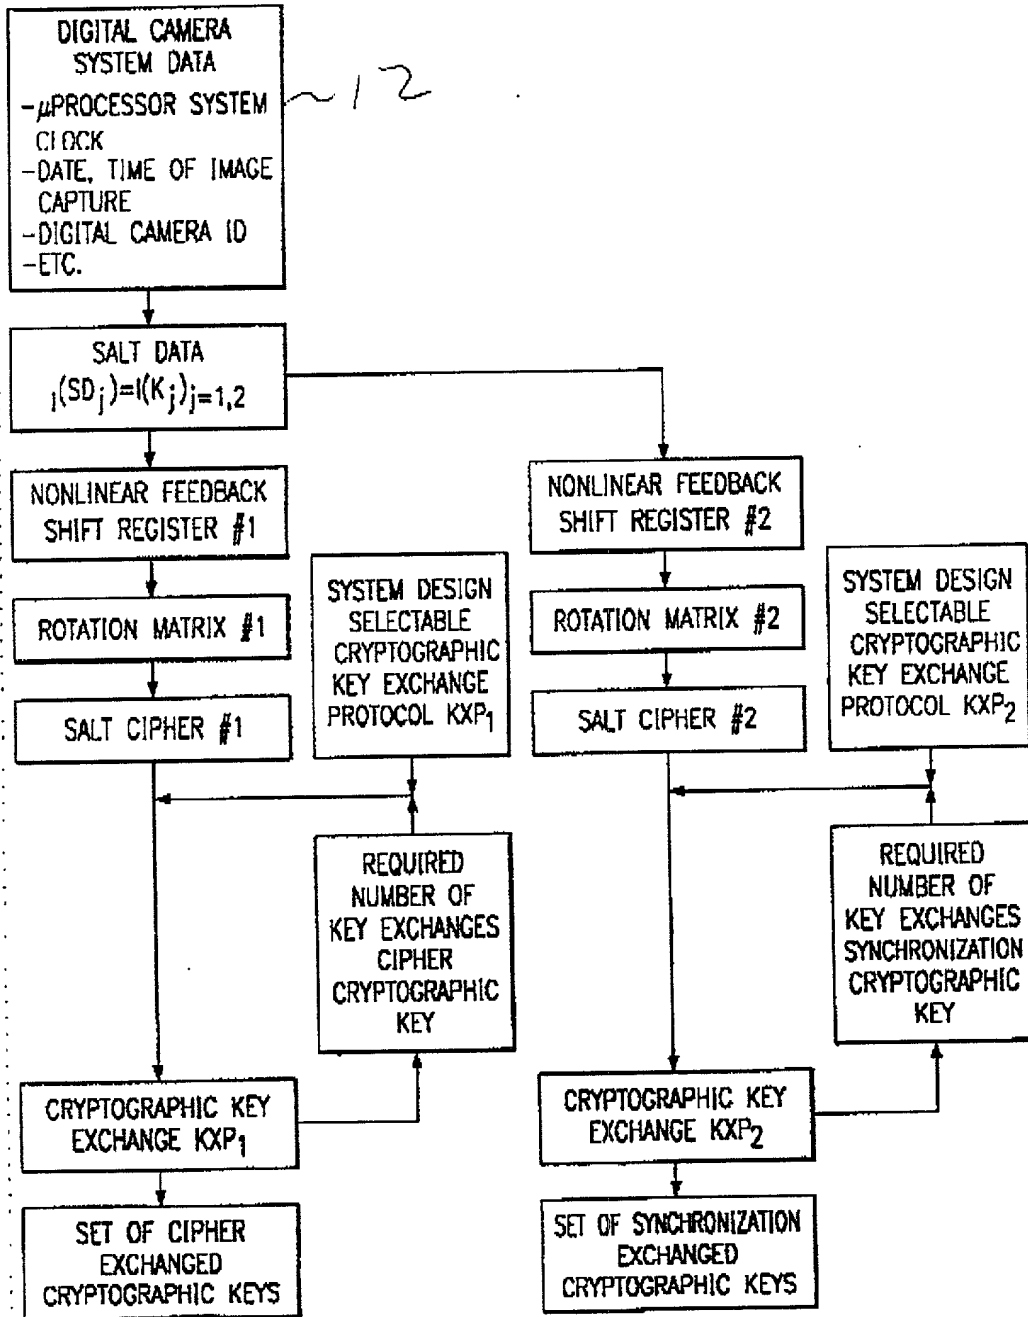 DIGITAL CAMERA
SYSTEM DATA
-μPROCESSOR SYSTEM
CLOCK
-DATE, TIME OF IMAGE
CAPTURE
-DIGITAL CAMERA ID
-ETC.
~12
SALT DATA
I(SDj)=I(Kj)j=1,2
NONLINEAR FEEDBACK
SHIFT REGISTER #1
ROTATION MATRIX #1
SALT CIPHER #1
SYSTEM DESIGN
SELECTABLE
CRYPTOGRAPHIC
KEY EXCHANGE
PROTOCOL KXP1
REQUIRED
NUMBER OF
KEY EXCHANGES
CIPHER
CRYPTOGRAPHIC
KEY
CRYPTOGRAPHIC KEY
EXCHANGE KXP1
SET OF CIPHER
EXCHANGED
CRYPTOGRAPHIC KEYS
NONLINEAR FEEDBACK
SHIFT REGISTER #2
ROTATION MATRIX #2
SALT CIPHER #2
SYSTEM DESIGN
SELECTABLE
CRYPTOGRAPHIC
KEY EXCHANGE
PROTOCOL KXP2
REQUIRED
NUMBER OF
KEY EXCHANGES
SYNCHRONIZATION
CRYPTOGRAPHIC
KEY
CRYPTOGRAPHIC KEY
EXCHANGE KXP2
SET OF SYNCHRONIZATION
EXCHANGED
CRYPTOGRAPHIC KEYS